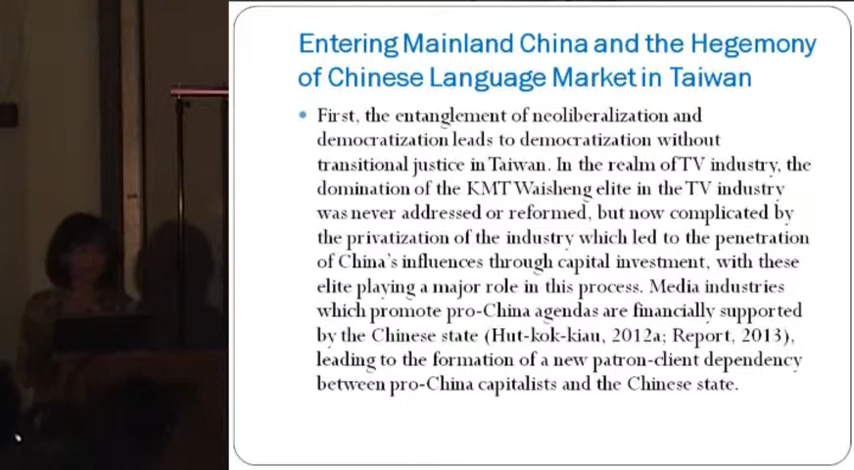 Entering Mainland China and the Hegemony
of Chinese Language Market in Taiwan
• First, the entanglement of neoliberalization and
democratization leads to democratization without
transitional justice in Taiwan. In the realm of TV industry, the
domination of the KMT Waisheng elite in the TV industry
was never addressed or reformed, but now complicated by
the privatization of the industry which led to the penetration
of China's influences through capital investment, with these
elite playing a major role in this process. Media industries
which promote pro-China agendas are financially supported
by the Chinese state (Hut-kok-kiau, 2012a; Report, 2013),
leading to the formation of a new patron-client dependency
between pro-China capitalists and the Chinese state.